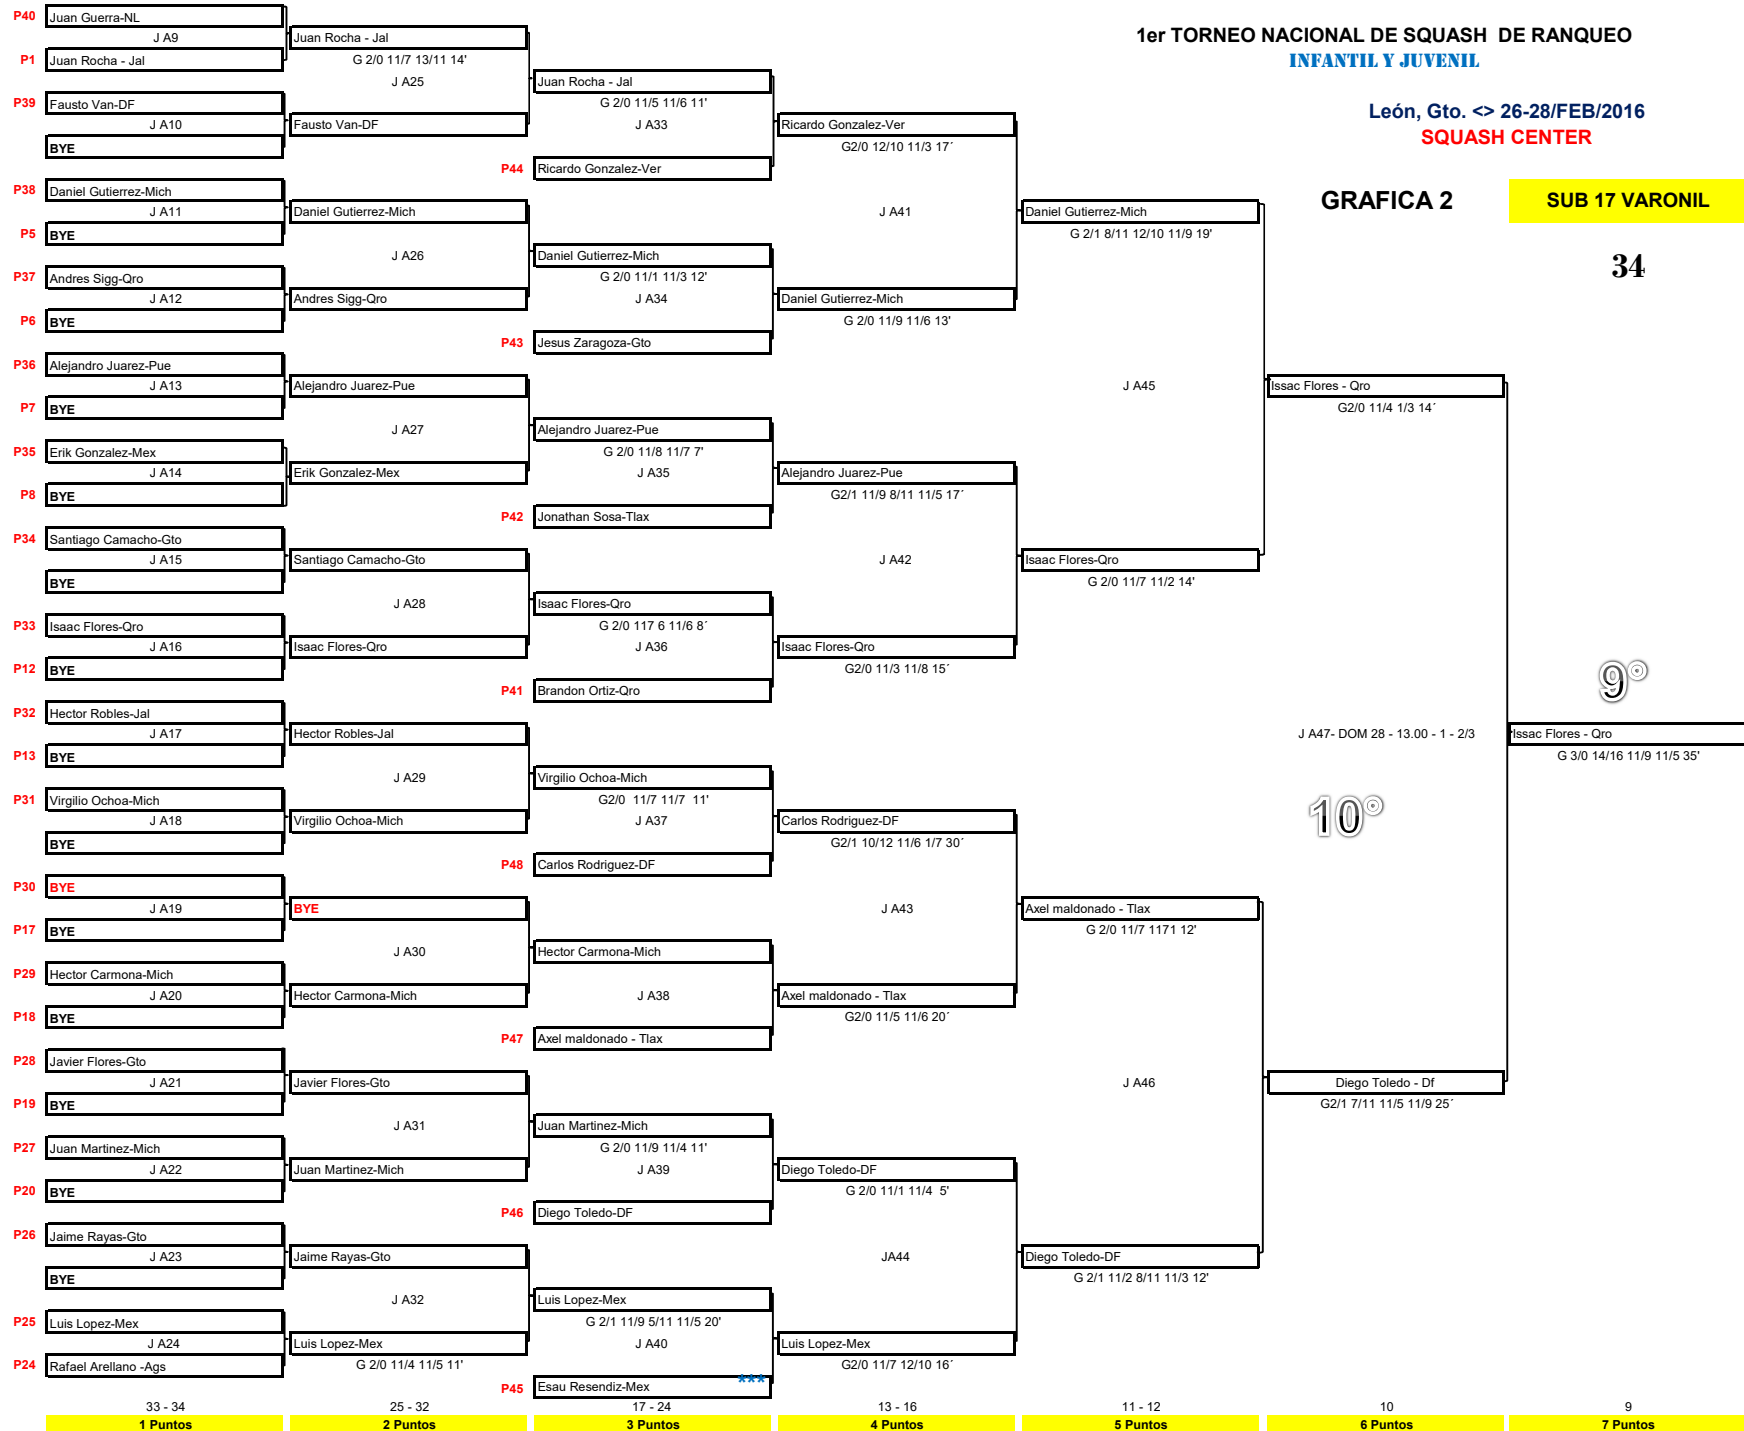 1er TORNEO NACIONAL DE SQUASH  DE RANQUEO
INFANTIL Y JUVENIL
León, Gto. <> 26-28/FEB/2016
SQUASH CENTER
GRAFICA 2
SUB 17 VARONIL
34
P40 Juan Guerra-NL
J A9
P1 Juan Rocha - Jal
P39 Fausto Van-DF
J A10
BYE
P38 Daniel Gutierrez-Mich
J A11
P5 BYE
P37 Andres Sigg-Qro
J A12
P6 BYE
P36 Alejandro Juarez-Pue
J A13
P7 BYE
P35 Erik Gonzalez-Mex
J A14
P8 BYE
P34 Santiago Camacho-Gto
J A15
BYE
P33 Isaac Flores-Qro
J A16
P12 BYE
P32 Hector Robles-Jal
J A17
P13 BYE
P31 Virgilio Ochoa-Mich
J A18
BYE
P30 BYE
J A19
P17 BYE
P29 Hector Carmona-Mich
J A20
P18 BYE
P28 Javier Flores-Gto
J A21
P19 BYE
P27 Juan Martinez-Mich
J A22
P20 BYE
P26 Jaime Rayas-Gto
J A23
BYE
P25 Luis Lopez-Mex
J A24
P24 Rafael Arellano -Ags
33 - 34
1 Puntos
Juan Rocha - Jal
G 2/0 11/7 13/11 14'
J A25
Fausto Van-DF
Daniel Gutierrez-Mich
J A26
Andres Sigg-Qro
Alejandro Juarez-Pue
J A27
Erik Gonzalez-Mex
Santiago Camacho-Gto
J A28
Isaac Flores-Qro
Hector Robles-Jal
J A29
Virgilio Ochoa-Mich
BYE
J A30
Hector Carmona-Mich
Javier Flores-Gto
J A31
Juan Martinez-Mich
Jaime Rayas-Gto
J A32
Luis Lopez-Mex
G 2/0 11/4 11/5 11'
25 - 32
2 Puntos
Juan Rocha - Jal
G 2/0 11/5 11/6 11'
J A33
P44 Ricardo Gonzalez-Ver
Daniel Gutierrez-Mich
G 2/0 11/1 11/3 12'
J A34
P43 Jesus Zaragoza-Gto
Alejandro Juarez-Pue
G 2/0 11/8 11/7 7'
J A35
P42 Jonathan Sosa-Tlax
Isaac Flores-Qro
G 2/0 117 6 11/6 8´
J A36
P41 Brandon Ortiz-Qro
Virgilio Ochoa-Mich
G2/0  11/7 11/7  11'
J A37
P48 Carlos Rodriguez-DF
Hector Carmona-Mich
J A38
P47 Axel maldonado - Tlax
Juan Martinez-Mich
G 2/0 11/9 11/4 11'
J A39
P46 Diego Toledo-DF
Luis Lopez-Mex
G 2/1 11/9 5/11 11/5 20'
J A40
P45 Esau Resendiz-Mex ***
17 - 24
3 Puntos
Ricardo Gonzalez-Ver
G2/0 12/10 11/3 17´
J A41
Daniel Gutierrez-Mich
G 2/0 11/9 11/6 13'
Alejandro Juarez-Pue
G2/1 11/9 8/11 11/5 17´
J A42
Isaac Flores-Qro
G2/0 11/3 11/8 15´
Carlos Rodriguez-DF
G2/1 10/12 11/6 1/7 30´
J A43
Axel maldonado - Tlax
G2/0 11/5 11/6 20´
Diego Toledo-DF
G 2/0 11/1 11/4  5'
JA44
Luis Lopez-Mex
G2/0 11/7 12/10 16´
13 - 16
4 Puntos
Daniel Gutierrez-Mich
G 2/1 8/11 12/10 11/9 19'
J A45
Isaac Flores-Qro
G 2/0 11/7 11/2 14'
Axel maldonado - Tlax
G 2/0 11/7 1171 12'
J A46
Diego Toledo-DF
G 2/1 11/2 8/11 11/3 12'
11 - 12
5 Puntos
Issac Flores - Qro
G2/0 11/4 1/3 14´
J A47- DOM 28 - 13.00 - 1 - 2/3
10°
Diego Toledo - Df
G2/1 7/11 11/5 11/9 25´
10
6 Puntos
9°
Issac Flores - Qro
G 3/0 14/16 11/9 11/5 35'
9
7 Puntos